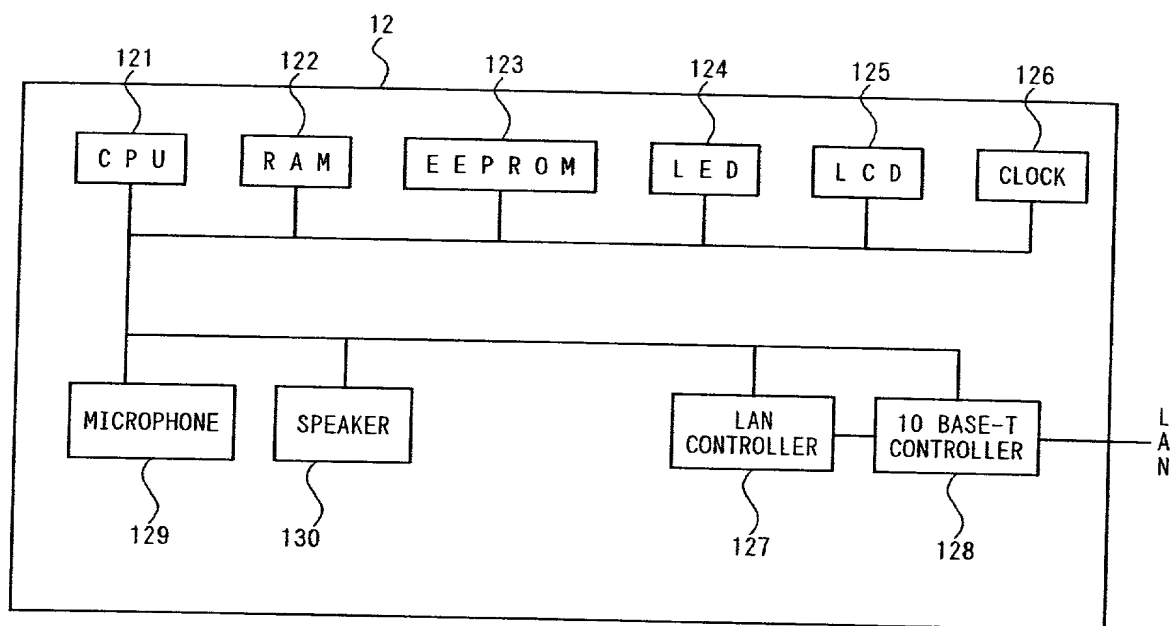 12
121
122
123
124
125
126
C P U
R A M
E E P R O M
L E D
L C D
CLOCK
MICROPHONE
SPEAKER
LAN
CONTROLLER
10 BASE-T
CONTROLLER
L
A
N
129
130
127
128